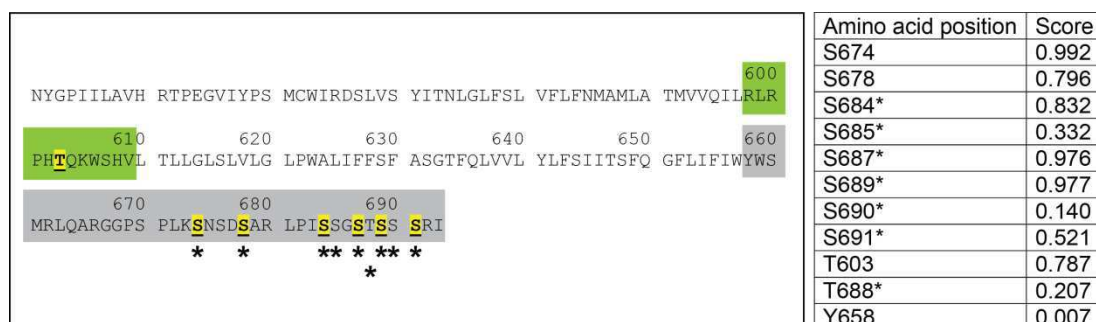 600
NYGPIILAVH RTPEGVIYPS MCWIRDSLVS YITNLGLFSL VFLFNMAMLA TMVVQILRLR
610 620 630 640 650 660
PHTQKWSHVL TLLGLSLVLG LPWALIFFSF ASGTFQLVVL YLFSIITSFQ GFLIFIWYWS
670 680 690
MRLQARGGPS PLKSNSDSAR LPISSGSTSS SRI
* * ** * ** *
*
Amino acid position Score
S674 0.992
S678 0.796
S684* 0.832
S685* 0.332
S687* 0.976
S689* 0.977
S690* 0.140
S691* 0.521
T603 0.787
T688* 0.207
Y658 0.007